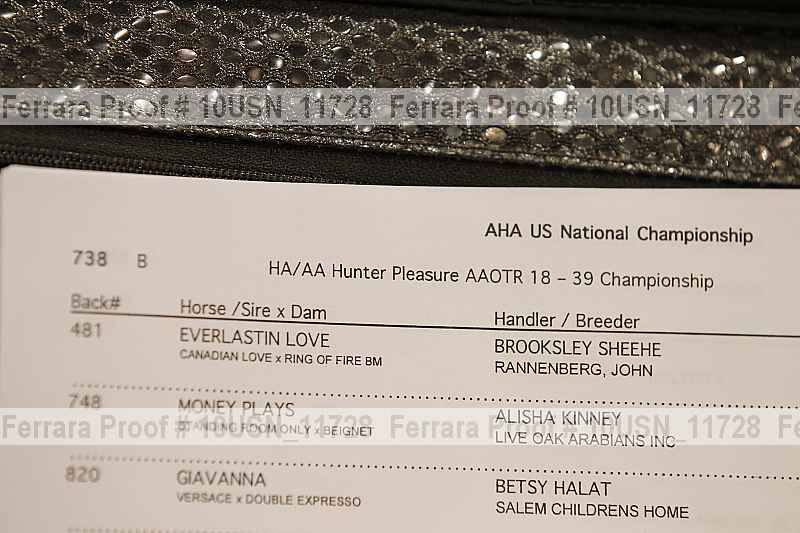 Ferrara Proof # 10USN_11728 Ferrara Proof # 10USN_11728
AHA US National Championship
738 B
HA/AA Hunter Pleasure AAOTR 18 – 39 Championship
Back# Horse /Sire x Dam Handler / Breeder
481 EVERLASTIN LOVE BROOKSLEY SHEEHE
CANADIAN LOVE x RING OF FIRE BM RANNENBERG, JOHN
748 MONEY PLAYS ALISHA KINNEY
Ferrara Proof # 10USN_11728 Ferrara Proof # 10USN_11728
STANDING ROOM ONLY x BEIGNET LIVE OAK ARABIANS INC
820 GIAVANNA BETSY HALAT
VERSACE x DOUBLE EXPRESSO SALEM CHILDRENS HOME